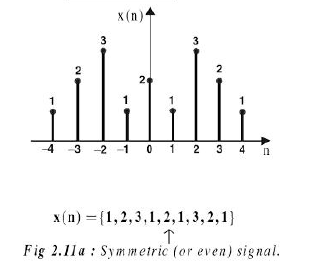 x(n)
3 3
2 2 2
1 1 1 1
-4 -3 -2 -1 0 1 2 3 4 n
x(n) = {1,2,3,1,2,1,3,2,1}
↑
Fig 2.11a : Symmetric (or even) signal.